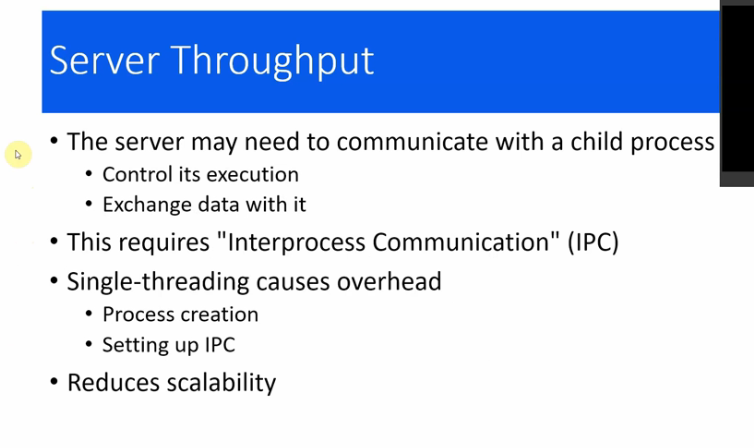 Server Throughput
• The server may need to communicate with a child process
• Control its execution
• Exchange data with it
• This requires "Interprocess Communication" (IPC)
• Single-threading causes overhead
• Process creation
• Setting up IPC
• Reduces scalability